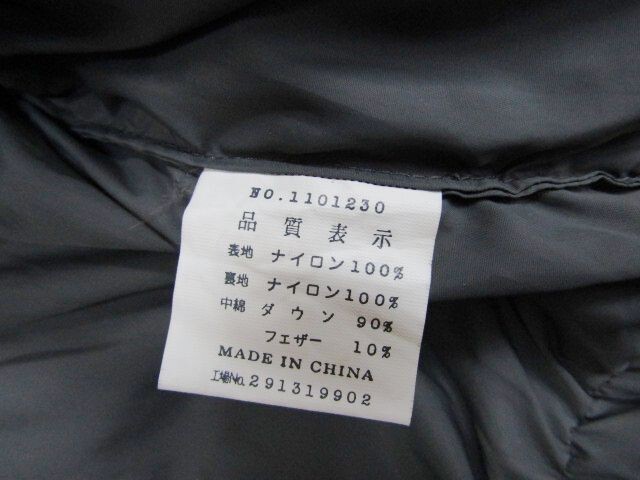 NO.1101230
品質表示
表地 ナイロン100%
裏地 ナイロン100%
中綿 ダウン 90%
フェザー 10%
MADE IN CHINA
工場No.291319902